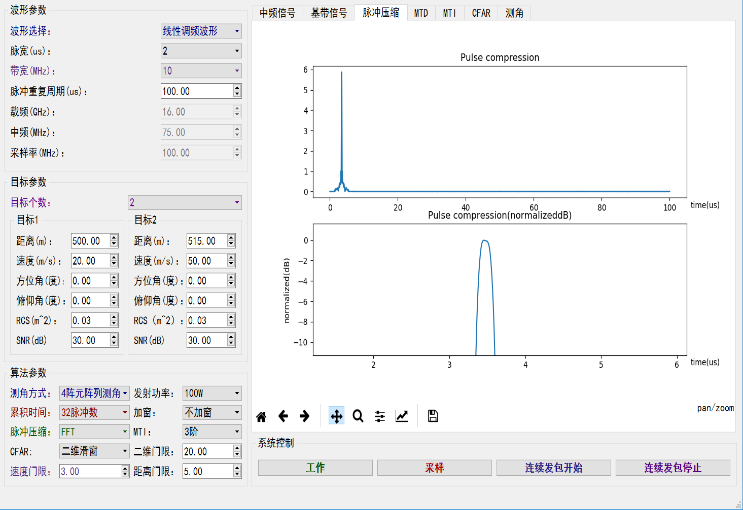 波形参数
波形选择: 线性调频波形
脉宽(us): 2
带宽(MHz): 10
脉冲重复周期(us): 100.00
载频(GHz): 16.00
中频(MHz): 75.00
采样率(MHz): 100.00
目标参数
目标个数: 2
目标1 目标2
距离(m): 500.00 距离(m): 515.00
速度(m/s): 20.00 速度(m/s): 50.00
方位角(度): 0.00 方位角(度): 0.00
俯仰角(度): 0.00 俯仰角(度): 0.00
RCS(m^2): 0.03 RCS (m^2): 0.03
SNR(dB) 30.00 SNR(dB) 30.00
算法参数
测角方式: 4阵元阵列测角 发射功率: 100W
累积时间: 32脉冲数 加窗: 不加窗
脉冲压缩: FFT MTI: 3阶
CFAR: 二维滑窗 二维门限: 20.00
速度门限: 3.00 距离门限: 5.00
中频信号 基带信号 脉冲压缩 MTD MTI CFAR 测角
Pulse compression
6
5
4
3
2
1
0
0 20 40 60 80 100 time(us)
Pulse compression(normalizeddB)
normalized(dB)
0
−2
−4
−6
−8
−10
2 3 4 5 6 time(us)
pan/zoom
系统控制
工作 采样 连续发包开始 连续发包停止